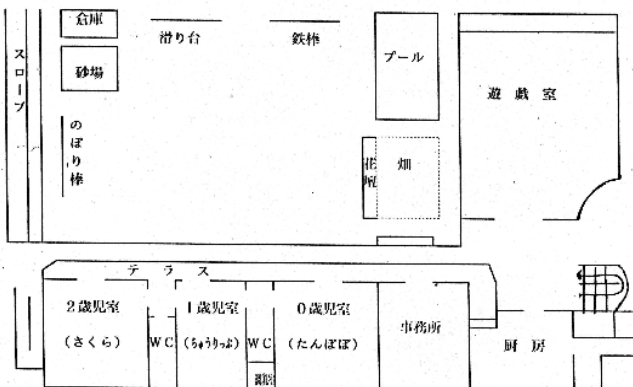 倉庫
滑り台
鉄棒
プール
スロープ
砂場
遊戯室
のぼり棒
花壇
畑
テラス
2歳児室
(さくら)
WC
1歳児室
(ちゅうりっぷ)
WC
0歳児室
(たんぽぽ)
事務所
厨房